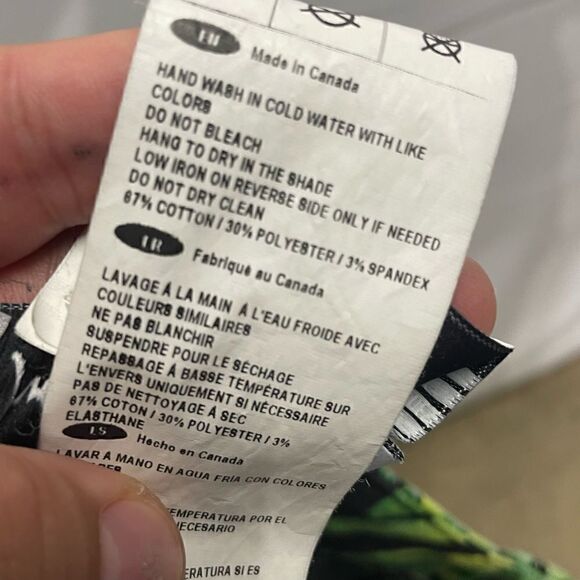 EN Made in Canada
HAND WASH IN COLD WATER WITH LIKE
COLORS
DO NOT BLEACH
HANG TO DRY IN THE SHADE
LOW IRON ON REVERSE SIDE ONLY IF NEEDED
DO NOT DRY CLEAN
67% COTTON / 30% POLYESTER / 3% SPANDEX
FR Fabriqué au Canada
LAVAGE À LA MAIN À L'EAU FROIDE AVEC
COULEURS SIMILAIRES
NE PAS BLANCHIR
SUSPENDRE POUR LE SÉCHAGE
REPASSAGE À BASSE TEMPÉRATURE SUR
L'ENVERS UNIQUEMENT SI NÉCESSAIRE
PAS DE NETTOYAGE À SEC
67% COTON / 30% POLYESTER / 3%
ELASTHANE
ES Hecho en Canada
LAVAR A MANO EN AGUA FRÍA CON COLORES
TEMPERATURA POR EL
SI ES